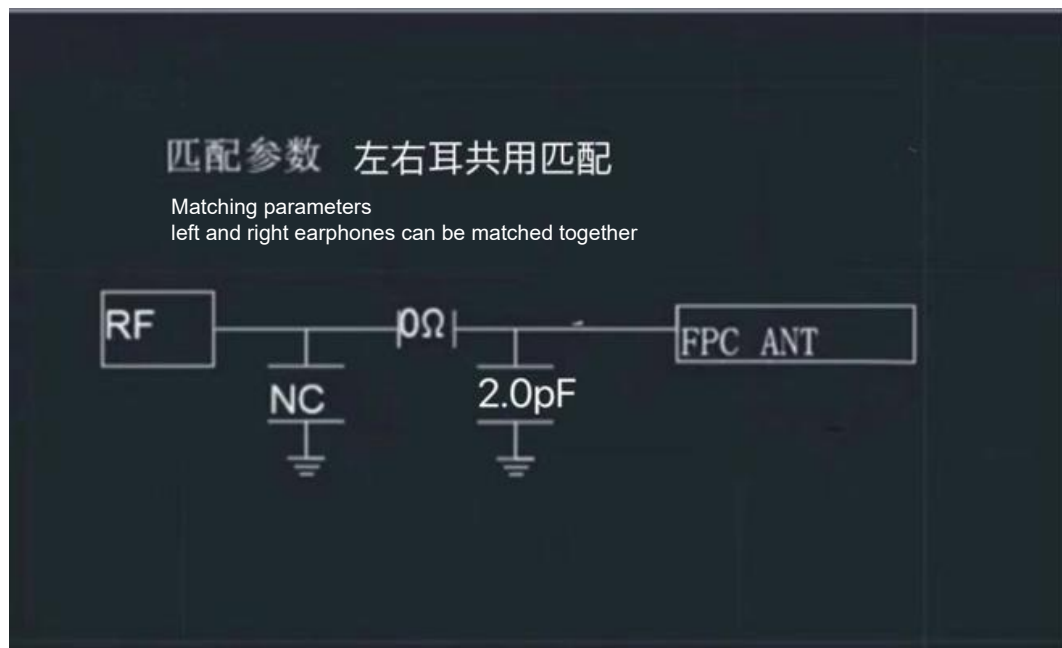 匹配参数 左右耳共用匹配
Matching parameters
left and right earphones can be matched together
RF
0Ω
FPC ANT
NC
2.0pF